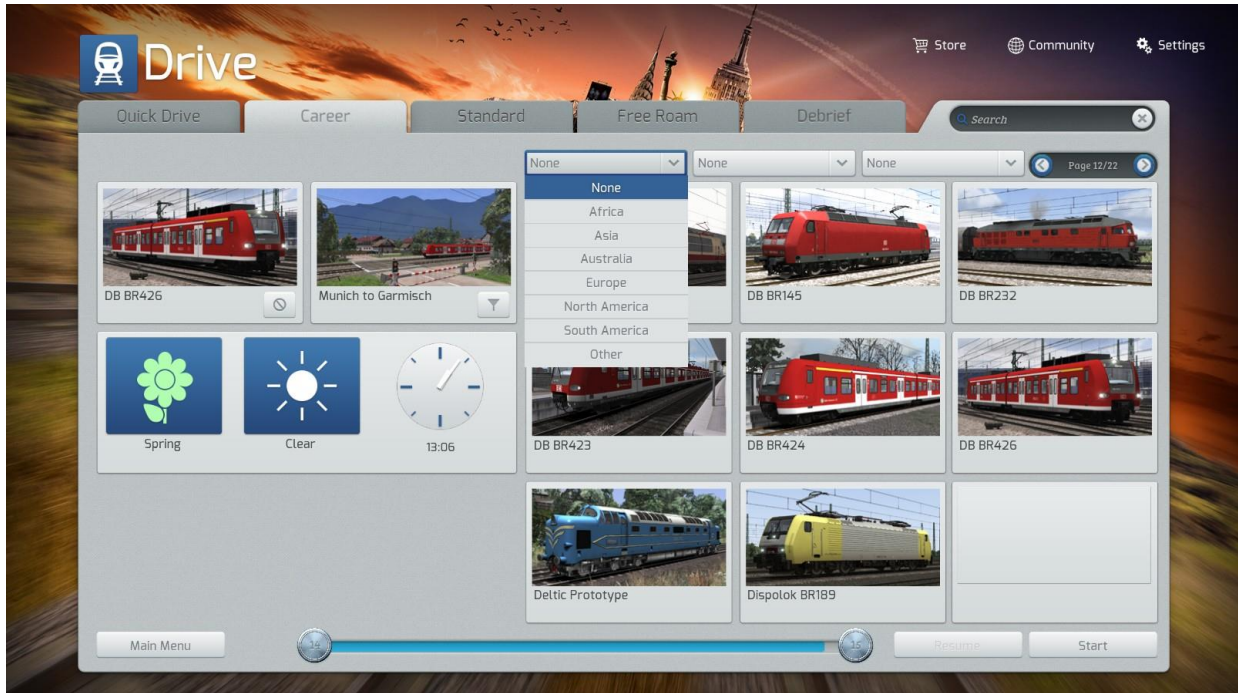 Drive
Store
Community
Settings
Quick Drive
Career
Standard
Free Roam
Debrief
Search
None
None
None
Page 12/22
None
Africa
Asia
Australia
Europe
North America
South America
Other
DB BR426
Munich to Garmisch
DB BR145
DB BR232
Spring
Clear
13:06
DB BR423
DB BR424
DB BR426
Deltic Prototype
Dispolok BR189
Main Menu
14
15
Resume
Start